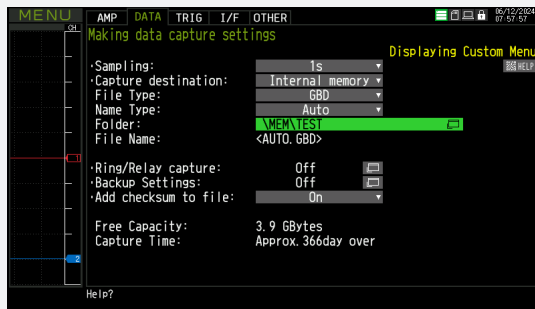 MENU AMP DATA TRIG I/F OTHER 06/12/2024
07:57:57
CH
Making data capture settings
Displaying Custom Menu
HELP
·Sampling: 1s
·Capture destination: Internal memory
File Type: GBD
Name Type: Auto
Folder: \MEM\TEST
File Name: <AUTO.GBD>
1
·Ring/Relay capture: Off
·Backup Settings: Off
·Add checksum to file: On
Free Capacity: 3.9 GBytes
Capture Time: Approx.366day over
2
Help?